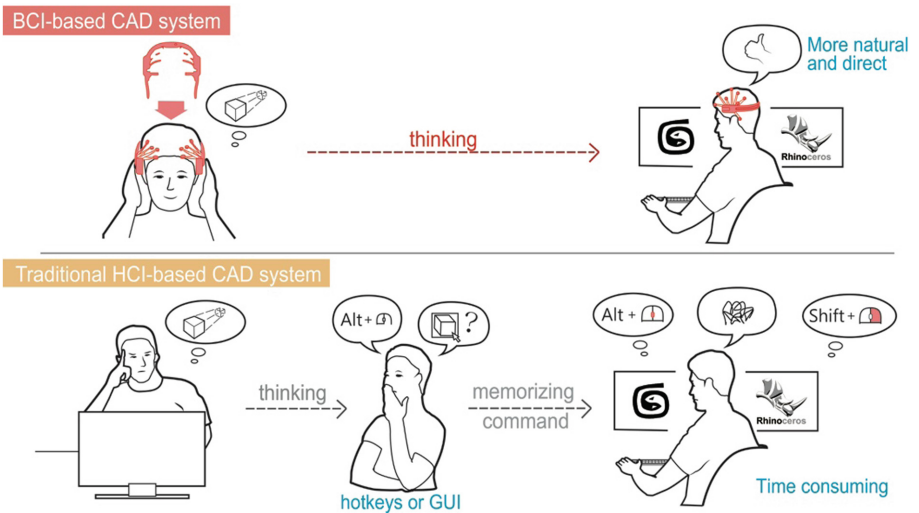 BCI-based CAD system
More natural
and direct
thinking
Rhinoceros
Traditional HCI-based CAD system
Alt +
?
Alt +
Shift +
thinking
memorizing
command
Rhinoceros
hotkeys or GUI
Time consuming